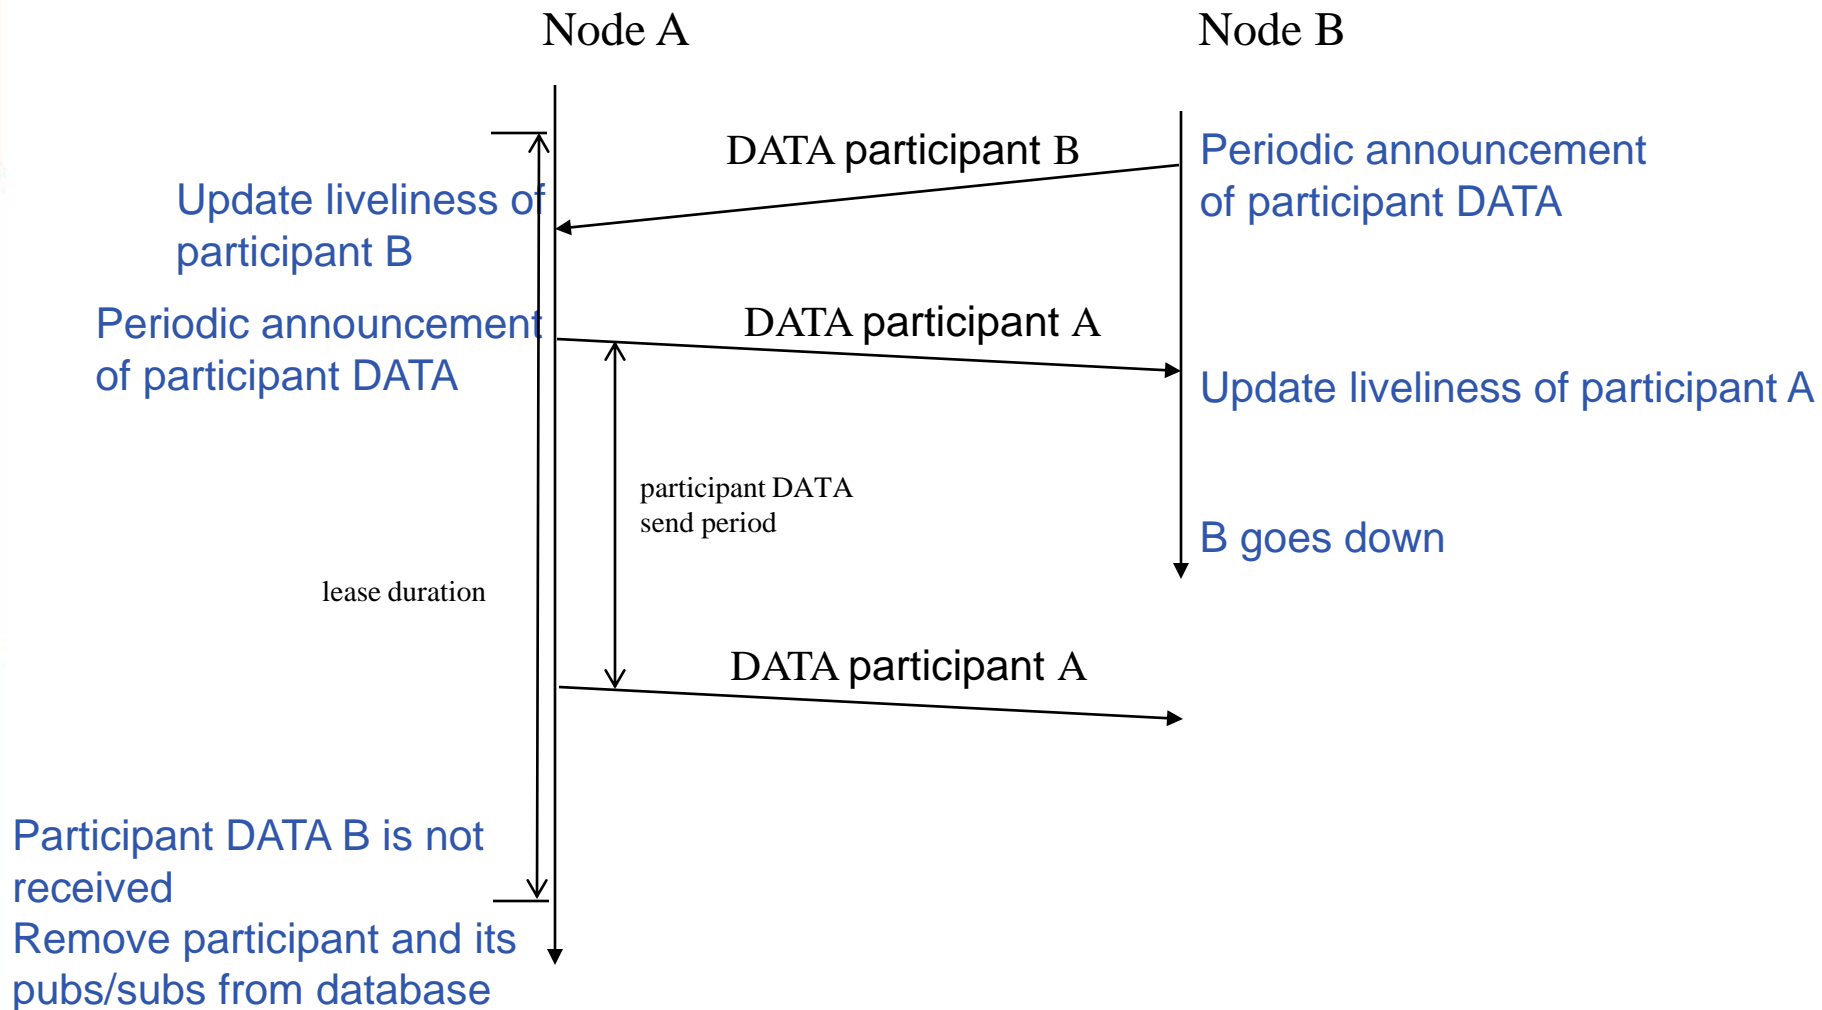 Node A
Node B
DATA participant B
Periodic announcement
of participant DATA
Update liveliness of
participant B
Periodic announcement
of participant DATA
DATA participant A
Update liveliness of participant A
participant DATA
send period
B goes down
lease duration
DATA participant A
Participant DATA B is not
received
Remove participant and its
pubs/subs from database